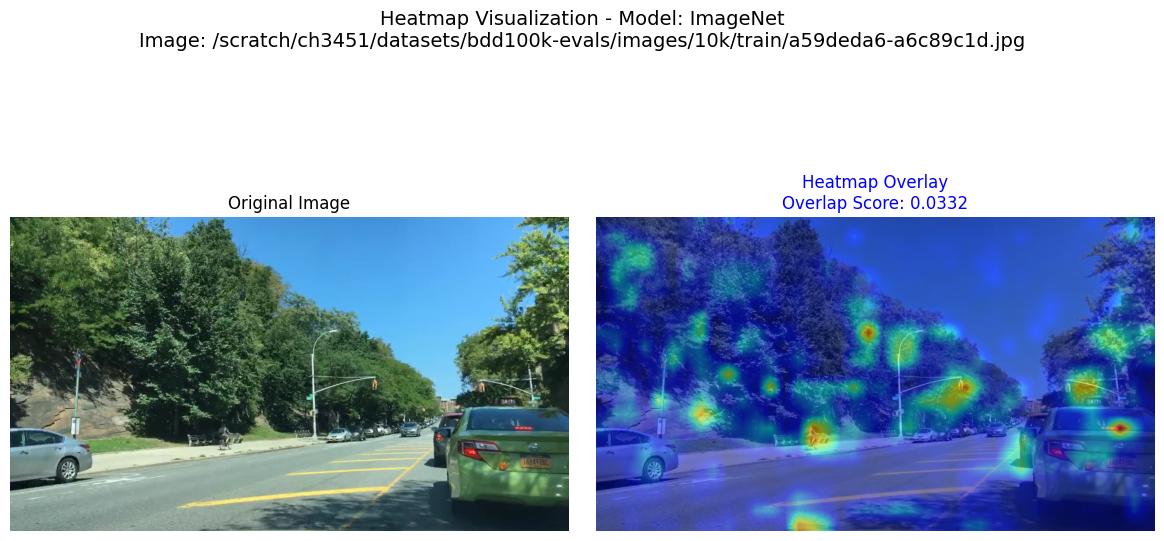 Heatmap Visualization - Model: ImageNet
Image: /scratch/ch3451/datasets/bdd100k-evals/images/10k/train/a59deda6-a6c89c1d.jpg
Original Image
Heatmap Overlay
Overlap Score: 0.0332